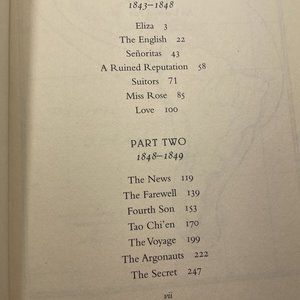 1843–1848
Eliza 3
The English 22
Señoritas 43
A Ruined Reputation 58
Suitors 71
Miss Rose 85
Love 100
PART TWO
1848–1849
The News 119
The Farewell 139
Fourth Son 153
Tao Chi'en 170
The Voyage 199
The Argonauts 222
The Secret 247
vii